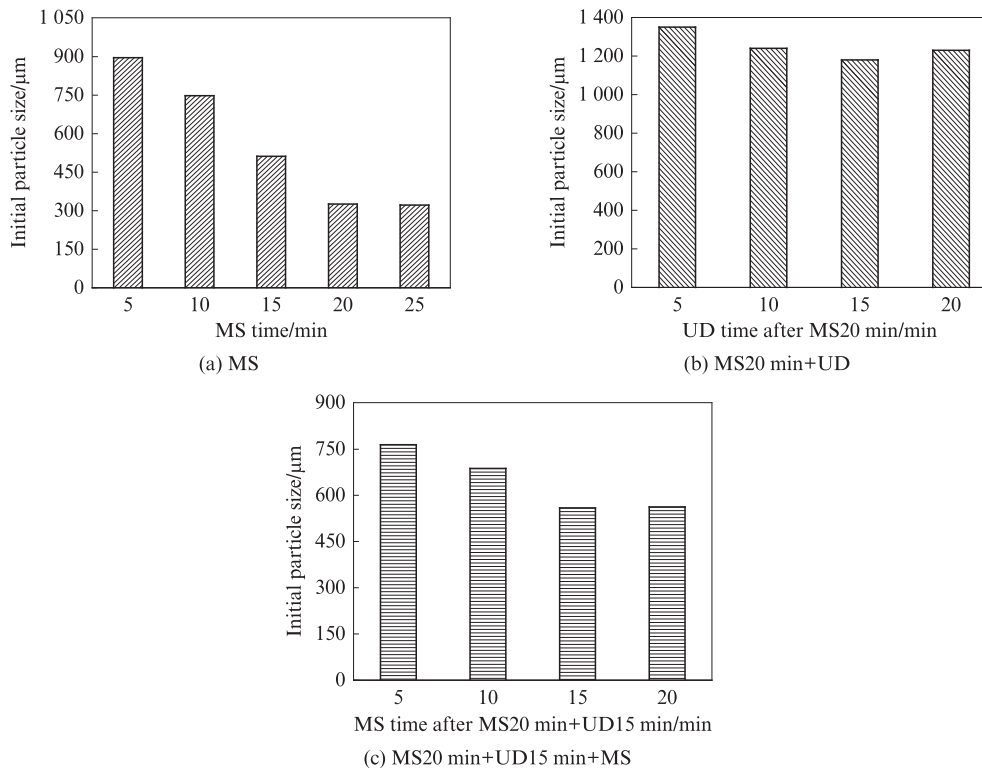 1 050
900
750
600
450
300
150
0
Initial particle size/μm
5 10 15 20 25
MS time/min
(a) MS
1 400
1 200
1 000
800
600
400
200
0
Initial particle size/μm
5 10 15 20
UD time after MS20 min/min
(b) MS20 min+UD
900
750
600
450
300
150
0
Initial particle size/μm
5 10 15 20
MS time after MS20 min+UD15 min/min
(c) MS20 min+UD15 min+MS